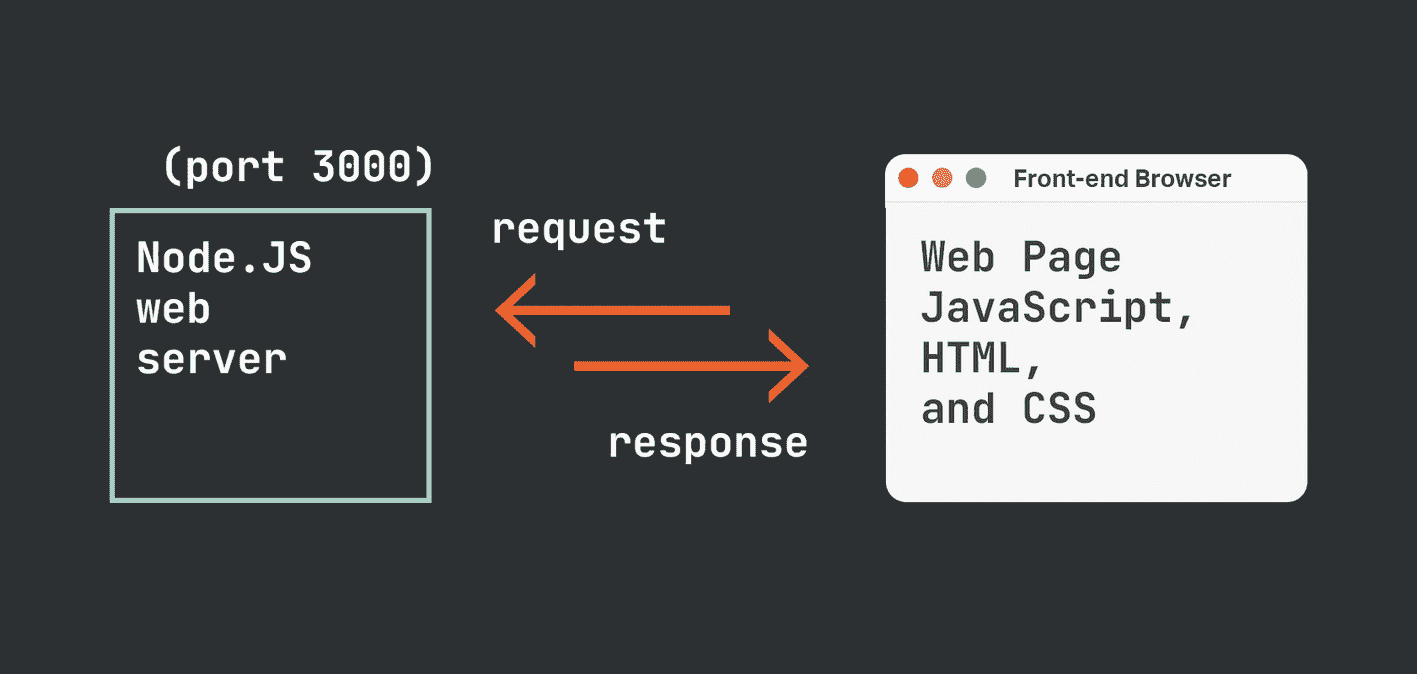 (port 3000)
Node.JS
web
server
request
response
Front-end Browser
Web Page
JavaScript,
HTML,
and CSS